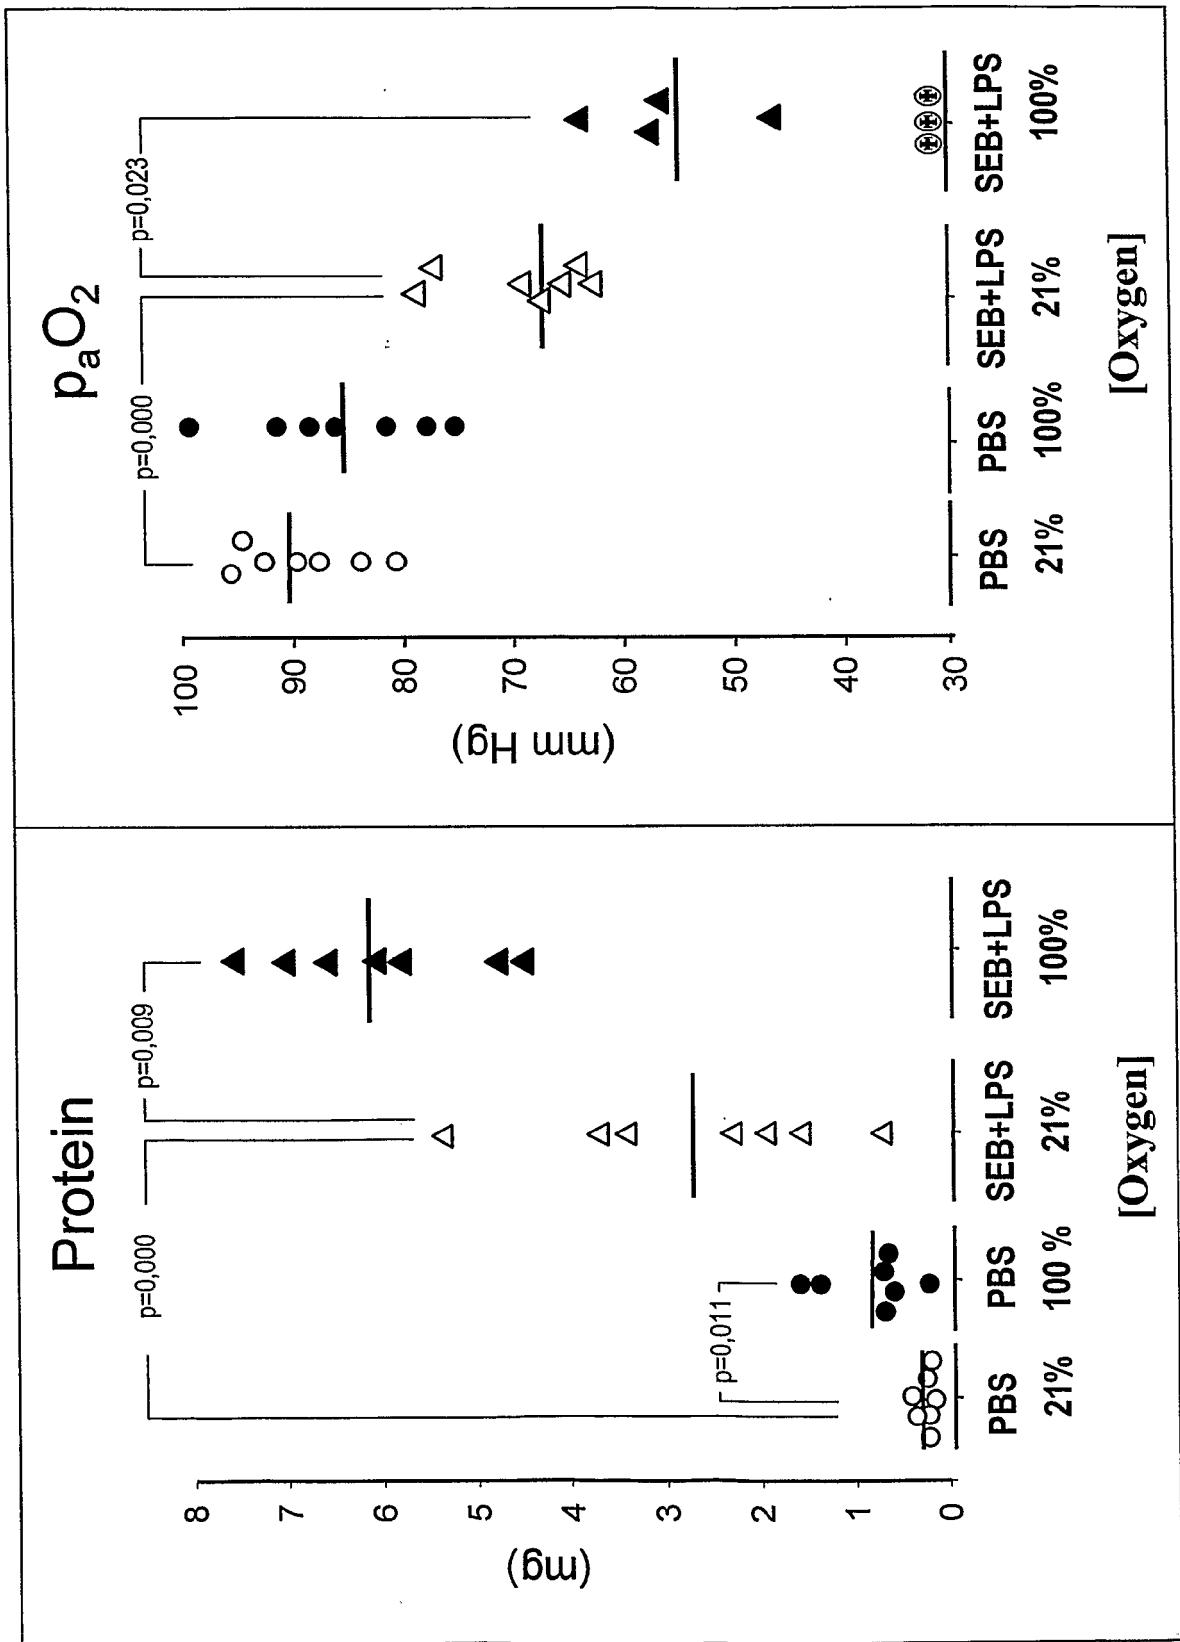 Protein
p=0,000
p=0,009
p=0,011
(mg)
8
7
6
5
4
3
2
1
0
PBS PBS SEB+LPS SEB+LPS
21% 100 % 21% 100%
[Oxygen]
paO2
p=0,000
p=0,023
(mm Hg)
100
90
80
70
60
50
40
30
PBS PBS SEB+LPS SEB+LPS
21% 100% 21% 100%
[Oxygen]